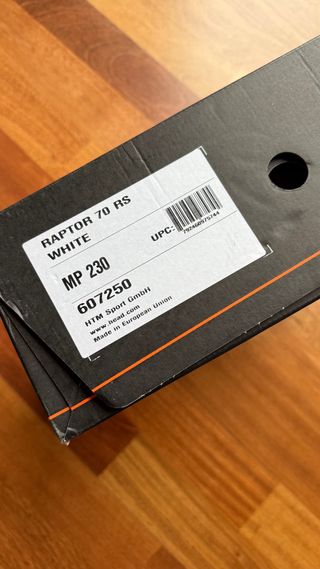 RAPTOR 70 RS
WHITE
UPC:
MP 230
607250
HTM Sport GmbH
www.head.com
Made in European Union